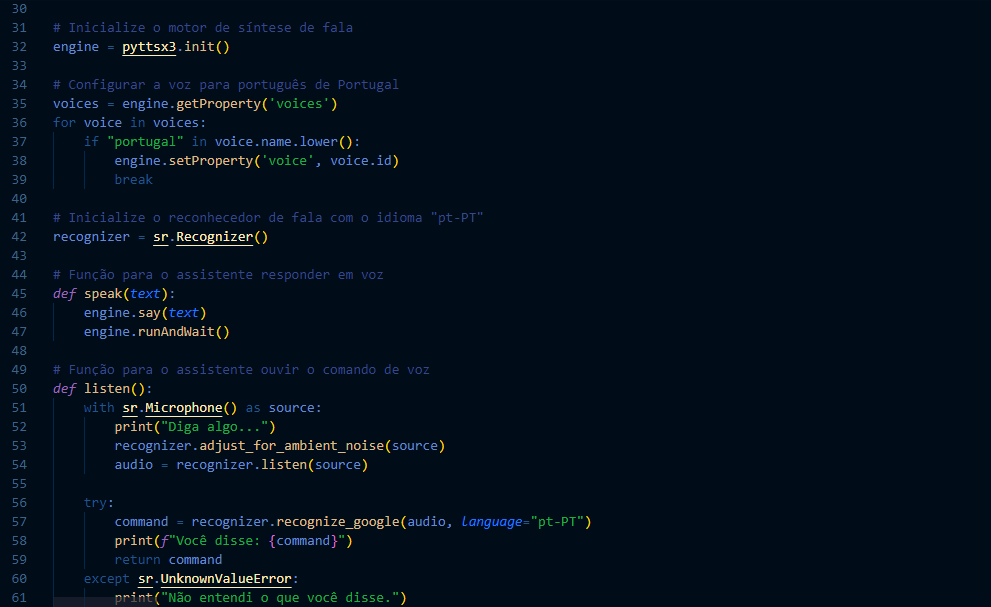 30
31 # Inicialize o motor de síntese de fala
32 engine = pyttsx3.init()
33
34 # Configurar a voz para português de Portugal
35 voices = engine.getProperty('voices')
36 for voice in voices:
37     if "portugal" in voice.name.lower():
38         engine.setProperty('voice', voice.id)
39         break
40
41 # Inicialize o reconhecedor de fala com o idioma "pt-PT"
42 recognizer = sr.Recognizer()
43
44 # Função para o assistente responder em voz
45 def speak(text):
46     engine.say(text)
47     engine.runAndWait()
48
49 # Função para o assistente ouvir o comando de voz
50 def listen():
51     with sr.Microphone() as source:
52         print("Diga algo...")
53         recognizer.adjust_for_ambient_noise(source)
54         audio = recognizer.listen(source)
55
56     try:
57         command = recognizer.recognize_google(audio, language="pt-PT")
58         print(f"Você disse: {command}")
59         return command
60     except sr.UnknownValueError:
61         print("Não entendi o que você disse.")